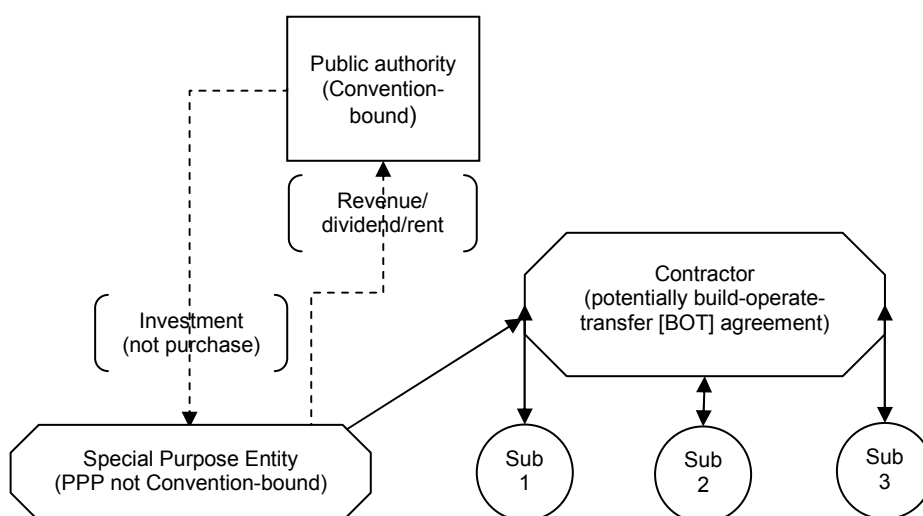 Public authority
(Convention-
bound)
Revenue/
dividend/rent
Contractor
(potentially build-operate-
transfer [BOT] agreement)
Investment
(not purchase)
Special Purpose Entity
(PPP not Convention-bound)
Sub
1
Sub
2
Sub
3